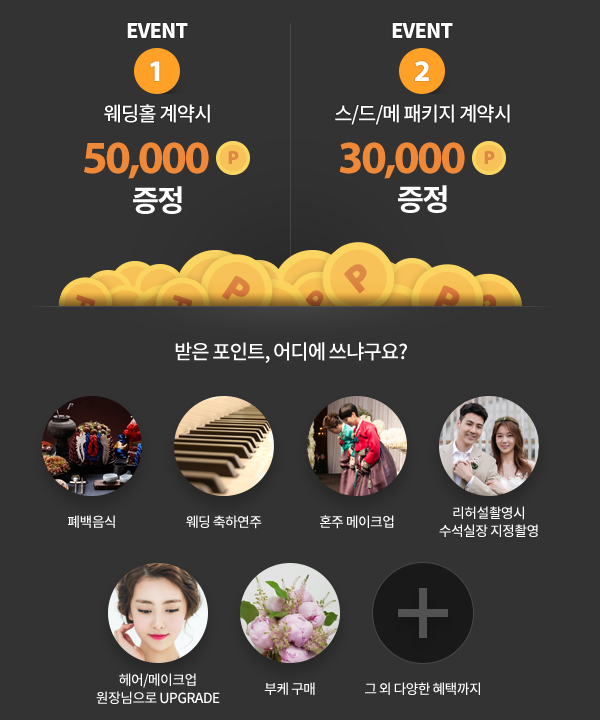 EVENT
1
웨딩홀 계약시
50,000 P
증정
EVENT
2
스/드/메 패키지 계약시
30,000 P
증정
P P P P P P P
받은 포인트, 어디에 쓰냐구요?
폐백음식
웨딩 축하연주
혼주 메이크업
리허설촬영시
수석실장 지정촬영
헤어/메이크업
원장님으로 UPGRADE
부케 구매
그 외 다양한 혜택까지